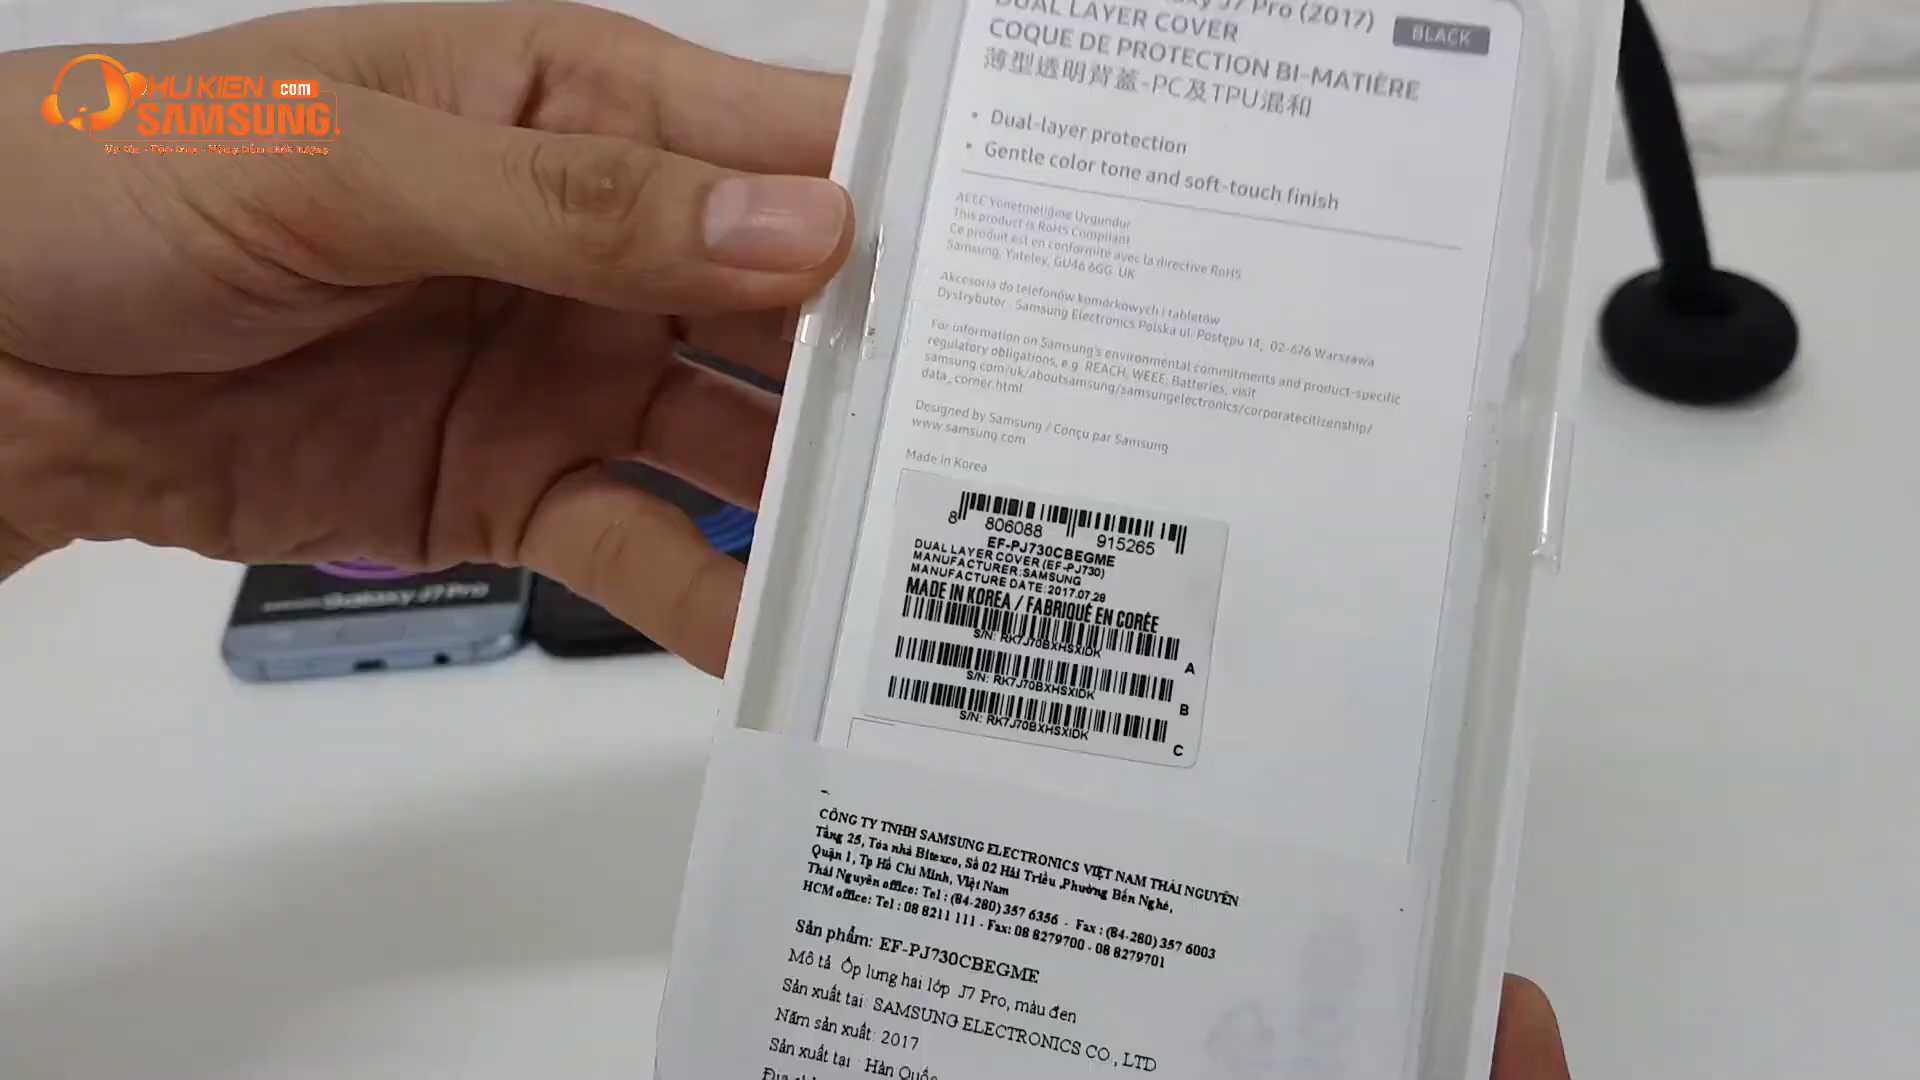 HU KIEN com
SAMSUNG
J7 Pro (2017)
BLACK
DUAL LAYER COVER
COQUE DE PROTECTION BI-MATIÈRE
薄型透明背蓋-PC及TPU混和
• Dual-layer protection
• Gentle color tone and soft-touch finish
AEEE Yönetmeliğine Uygundur
This product is RoHS Compliant
Ce produit est en conformité avec la directive RoHS
Samsung, Yateley, GU46 6GG. UK
Akcesoria do telefonów komórkowych i tabletów
Dystrybutor : Samsung Electronics Polska ul. Postępu 14, 02-676 Warszawa
For information on Samsung's environmental commitments and product-specific
regulatory obligations, e.g. REACH, WEEE, Batteries, visit
samsung.com/uk/aboutsamsung/samsungelectronics/corporatecitizenship/
data_corner.html
Designed by Samsung / Conçu par Samsung
www.samsung.com
Made in Korea
8 806088 915265
EF-PJ730CBEGME
DUAL LAYER COVER (EF-PJ730)
MANUFACTURER:SAMSUNG
MANUFACTURE DATE:2017.07.28
MADE IN KOREA / FABRIQUÉ EN CORÉE
S/N: RK7J70BXHSXIDK
A
S/N: RK7J70BXHSXIDK
B
S/N: RK7J70BXHSXIDK
C
Galaxy J7 Pro
CÔNG TY TNHH SAMSUNG ELECTRONICS VIỆT NAM THÁI NGUYÊN
Tầng 25, Tòa nhà Bitexco, Số 02 Hải Triều ,Phường Bến Nghé,
Quận 1, Tp Hồ Chí Minh, Việt Nam
Thái Nguyên office: Tel : (84-280) 357 6356 - Fax : (84-280) 357 6003
HCM office: Tel : 08 8211 111 - Fax: 08 8279700 - 08 8279701
Sản phẩm: EF-PJ730CBEGME
Mô tả Ốp lưng hai lớp J7 Pro, màu đen
Sản xuất tại: SAMSUNG ELECTRONICS CO , LTD
Năm sản xuất: 2017
Sản xuất tại : Hàn Quốc